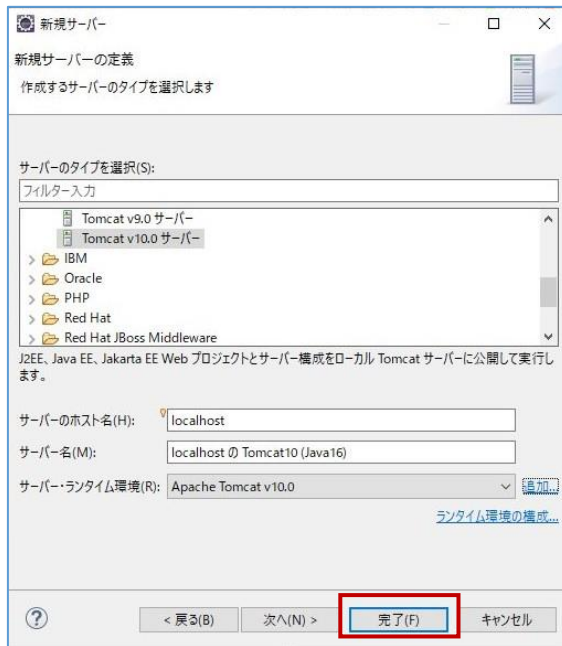 新規サーバー
新規サーバーの定義
作成するサーバーのタイプを選択します
サーバーのタイプを選択(S):
フィルター入力
Tomcat v9.0 サーバー
Tomcat v10.0 サーバー
IBM
Oracle
PHP
Red Hat
Red Hat JBoss Middleware
J2EE、Java EE、Jakarta EE Web プロジェクトとサーバー構成をローカル Tomcat サーバーに公開して実行し
ます。
サーバーのホスト名(H): localhost
サーバー名(M): localhost の Tomcat10 (Java16)
サーバー・ランタイム環境(R): Apache Tomcat v10.0 追加...
ランタイム環境の構成...
? < 戻る(B) 次へ(N) > 完了(F) キャンセル